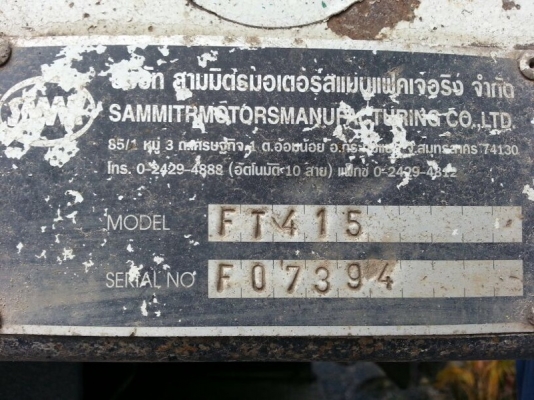 บริษัท สามมิตรมอเตอร์สแมนูแฟคเจอริง จำกัด
SAMMITR MOTORS MANUFACTURING CO.,LTD.
85/1 หมู่ 3 ถ.เศรษฐกิจ 1 ต.อ้อมน้อย อ.กระทุ่มแบน จ.สมุทรสาคร 74130
โทร. 0-2429-4888 (อัตโนมัติ 10 สาย) แฟ็กซ์ 0-2429-4312
MODEL FT415
SERIAL NO F07394